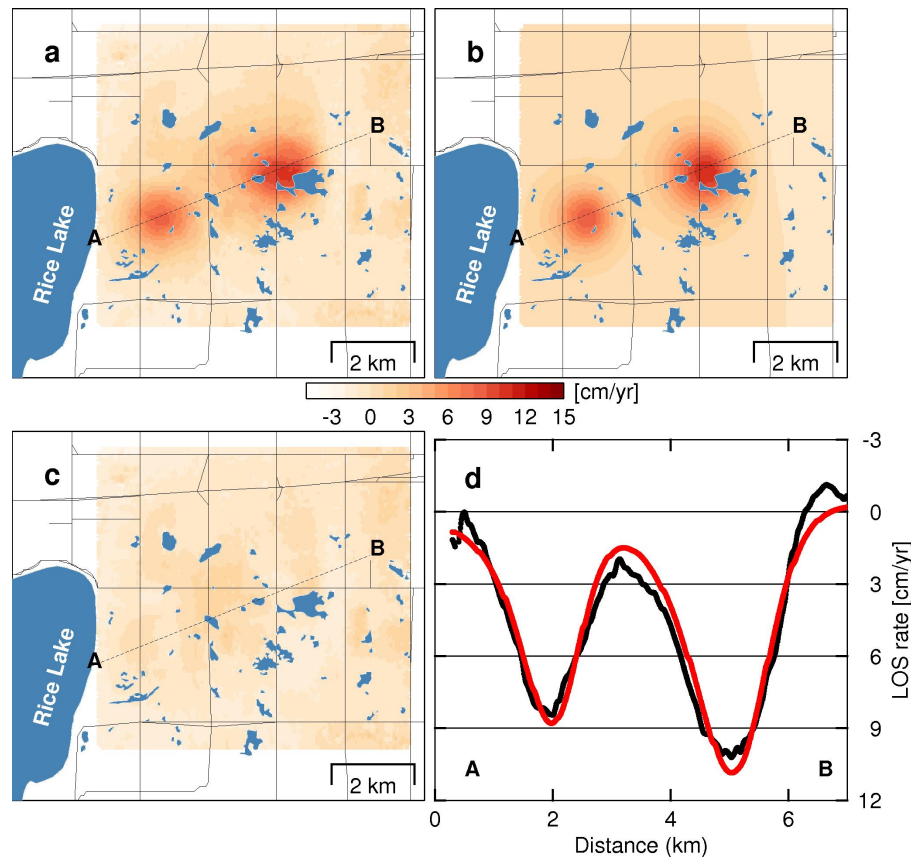 a
B
A
Rice Lake
2 km
b
B
A
Rice Lake
2 km
-3 0 3 6 9 12 15 [cm/yr]
c
B
A
Rice Lake
2 km
d
-3
0
3
6
9
12
LOS rate [cm/yr]
A B
0 2 4 6
Distance (km)